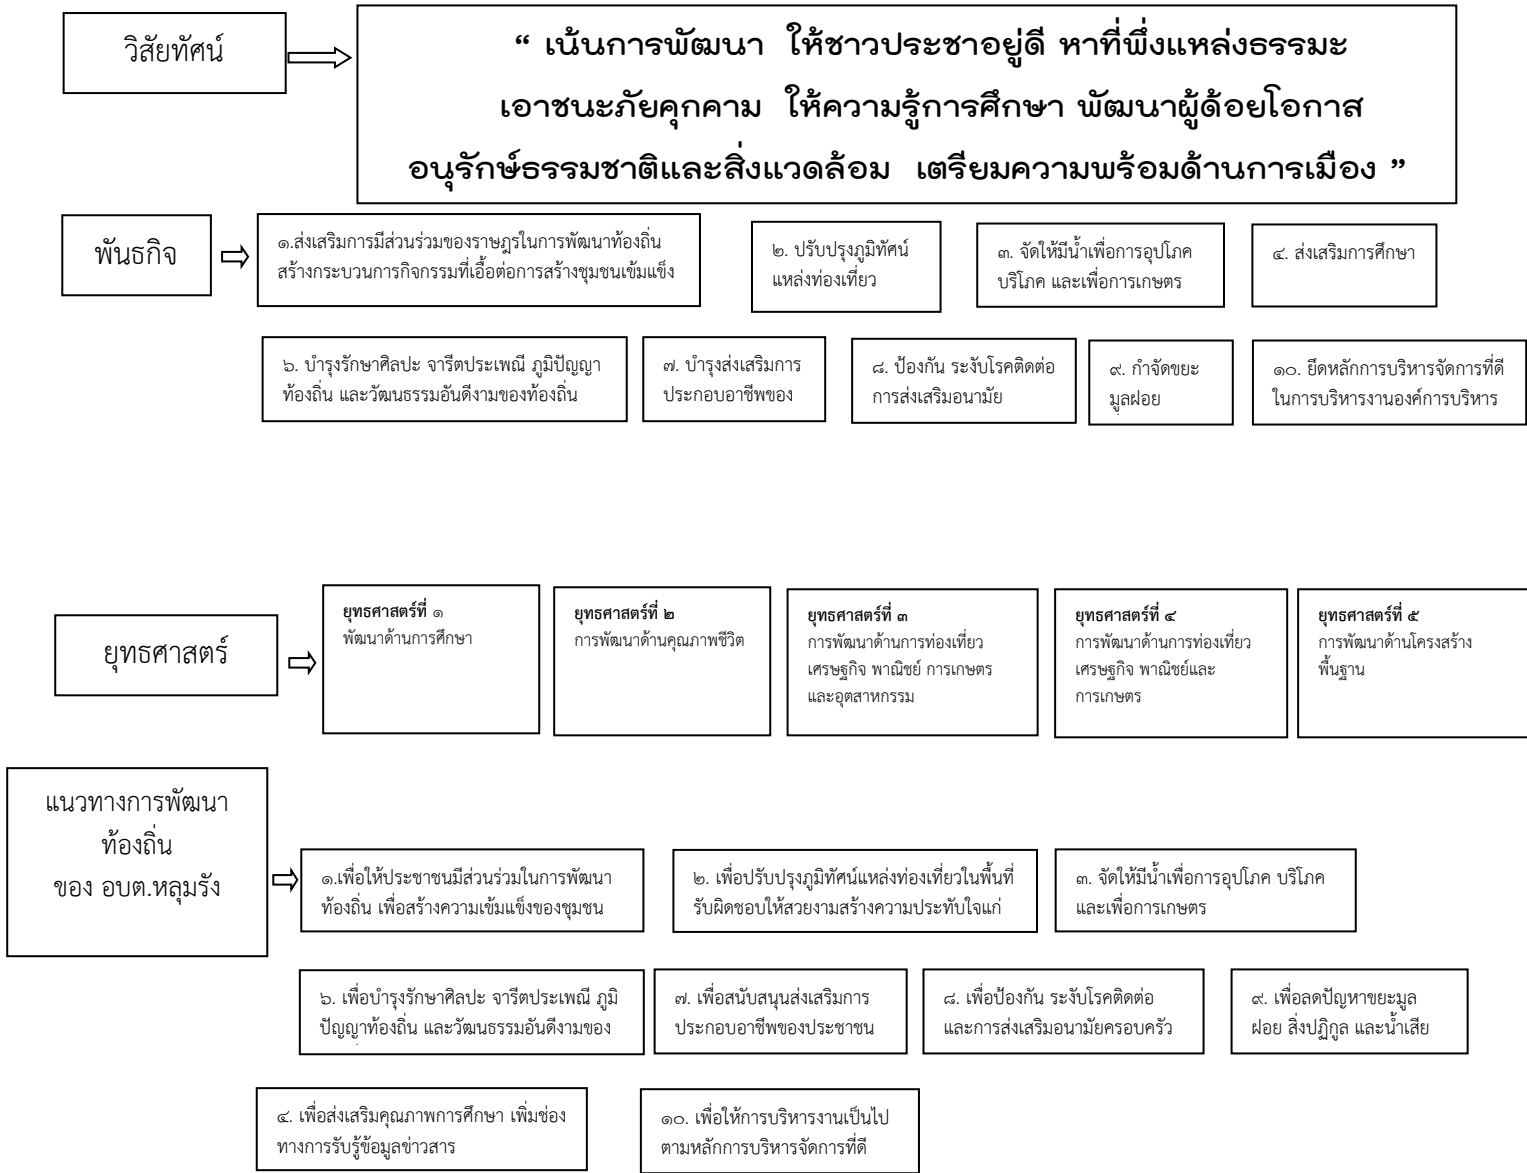 วิสัยทัศน์
“ เน้นการพัฒนา ให้ชาวประชาอยู่ดี หาที่พึ่งแหล่งธรรมะ
เอาชนะภัยคุกคาม ให้ความรู้การศึกษา พัฒนาผู้ด้อยโอกาส
อนุรักษ์ธรรมชาติและสิ่งแวดล้อม เตรียมความพร้อมด้านการเมือง ”
พันธกิจ
๑.ส่งเสริมการมีส่วนร่วมของราษฎรในการพัฒนาท้องถิ่น
สร้างกระบวนการกิจกรรมที่เอื้อต่อการสร้างชุมชนเข้มแข็ง
๒. ปรับปรุงภูมิทัศน์
แหล่งท่องเที่ยว
๓. จัดให้มีน้ำเพื่อการอุปโภค
บริโภค และเพื่อการเกษตร
๔. ส่งเสริมการศึกษา
๖. บำรุงรักษาศิลปะ จารีตประเพณี ภูมิปัญญา
ท้องถิ่น และวัฒนธรรมอันดีงามของท้องถิ่น
๗. บำรุงส่งเสริมการ
ประกอบอาชีพของ
๘. ป้องกัน ระงับโรคติดต่อ
การส่งเสริมอนามัย
๙. กำจัดขยะ
มูลฝอย
๑๐. ยึดหลักการบริหารจัดการที่ดี
ในการบริหารงานองค์การบริหาร
ยุทธศาสตร์
ยุทธศาสตร์ที่ ๑
พัฒนาด้านการศึกษา
ยุทธศาสตร์ที่ ๒
การพัฒนาด้านคุณภาพชีวิต
ยุทธศาสตร์ที่ ๓
การพัฒนาด้านการท่องเที่ยว
เศรษฐกิจ พาณิชย์ การเกษตร
และอุตสาหกรรม
ยุทธศาสตร์ที่ ๔
การพัฒนาด้านการท่องเที่ยว
เศรษฐกิจ พาณิชย์และ
การเกษตร
ยุทธศาสตร์ที่ ๕
การพัฒนาด้านโครงสร้าง
พื้นฐาน
แนวทางการพัฒนา
ท้องถิ่น
ของ อบต.หลุมรัง
๑.เพื่อให้ประชาชนมีส่วนร่วมในการพัฒนา
ท้องถิ่น เพื่อสร้างความเข้มแข็งของชุมชน
๒. เพื่อปรับปรุงภูมิทัศน์แหล่งท่องเที่ยวในพื้นที่
รับผิดชอบให้สวยงามสร้างความประทับใจแก่
๓. จัดให้มีน้ำเพื่อการอุปโภค บริโภค
และเพื่อการเกษตร
๖. เพื่อบำรุงรักษาศิลปะ จารีตประเพณี ภูมิ
ปัญญาท้องถิ่น และวัฒนธรรมอันดีงามของ
๗. เพื่อสนับสนุนส่งเสริมการ
ประกอบอาชีพของประชาชน
๘. เพื่อป้องกัน ระงับโรคติดต่อ
และการส่งเสริมอนามัยครอบครัว
๙. เพื่อลดปัญหาขยะมูล
ฝอย สิ่งปฏิกูล และน้ำเสีย
๔. เพื่อส่งเสริมคุณภาพการศึกษา เพิ่มช่อง
ทางการรับรู้ข้อมูลข่าวสาร
๑๐. เพื่อให้การบริหารงานเป็นไป
ตามหลักการบริหารจัดการที่ดี